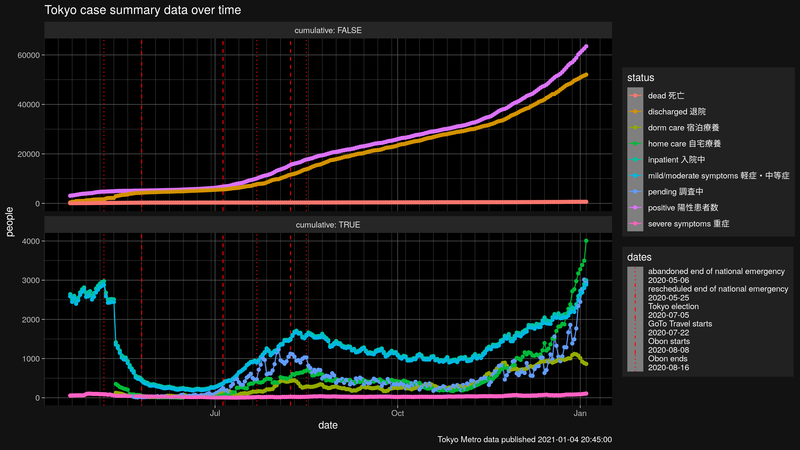 Tokyo case summary data over time
cumulative: FALSE
60000
40000
20000
0
cumulative: TRUE
4000
3000
2000
1000
0
people
Jul
Oct
Jan
date
status
dead 死亡
discharged 退院
dorm care 宿泊療養
home care 自宅療養
inpatient 入院中
mild/moderate symptoms 軽症・中等症
pending 調査中
positive 陽性患者数
severe symptoms 重症
dates
abandoned end of national emergency
2020-05-06
rescheduled end of national emergency
2020-05-25
Tokyo election
2020-07-05
GoTo Travel starts
2020-07-22
Obon starts
2020-08-08
Obon ends
2020-08-16
Tokyo Metro data published 2021-01-04 20:45:00